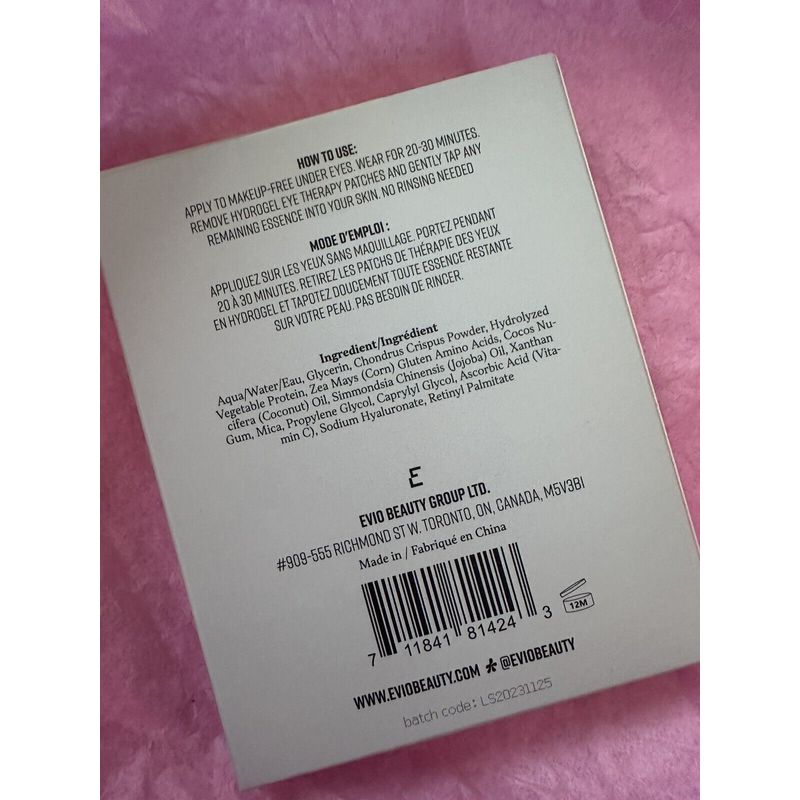 HOW TO USE:
APPLY TO MAKEUP-FREE UNDER EYES. WEAR FOR 20-30 MINUTES.
REMOVE HYDROGEL EYE THERAPY PATCHES AND GENTLY TAP ANY
REMAINING ESSENCE INTO YOUR SKIN. NO RINSING NEEDED
MODE D'EMPLOI :
APPLIQUEZ SUR LES YEUX SANS MAQUILLAGE. PORTEZ PENDANT
20 À 30 MINUTES. RETIREZ LES PATCHS DE THÉRAPIE DES YEUX
EN HYDROGEL ET TAPOTEZ DOUCEMENT TOUTE ESSENCE RESTANTE
SUR VOTRE PEAU. PAS BESOIN DE RINCER.
Ingredient/Ingrédient
Aqua/Water/Eau, Glycerin, Chondrus Crispus Powder, Hydrolyzed
Vegetable Protein, Zea Mays (Corn) Gluten Amino Acids, Cocos Nu-
cifera (Coconut) Oil, Simmondsia Chinensis (Jojoba) Oil, Xanthan
Gum, Mica, Propylene Glycol, Caprylyl Glycol, Ascorbic Acid (Vita-
min C), Sodium Hyaluronate, Retinyl Palmitate
E
EVIO BEAUTY GROUP LTD.
#909-555 RICHMOND ST W. TORONTO, ON, CANADA, M5V3B1
Made in / Fabriqué en China
7 11841 81424 3
12M
WWW.EVIOBEAUTY.COM * @EVIOBEAUTY
batch code: LS20231125